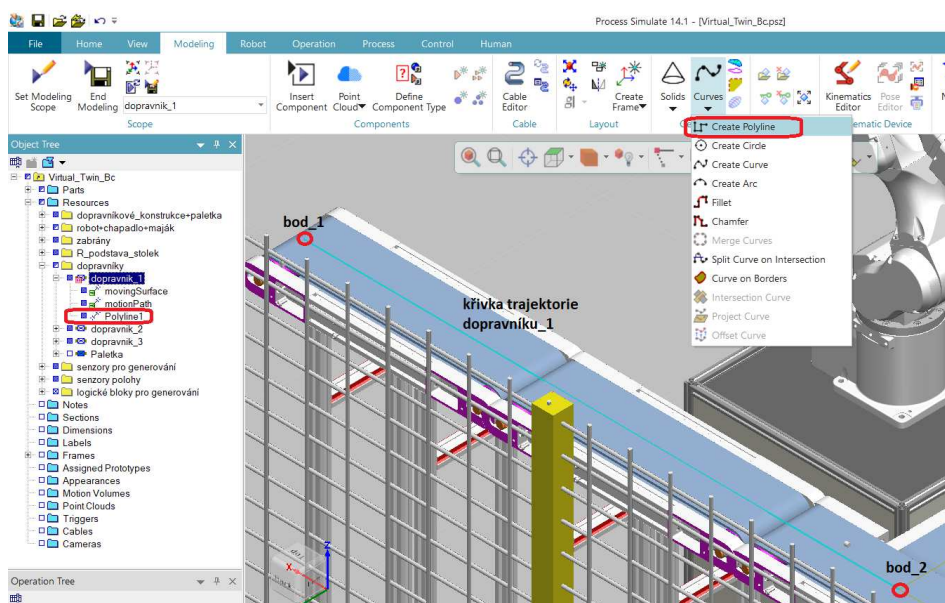 Process Simulate 14.1 - [Virtual_Twin_Bc.psz]
File Home View Modeling Robot Operation Process Control Human
Set Modeling Scope
End Modeling
dopravnik_1
Scope
Insert Component
Point Cloud
Define Component Type
Components
Cable Editor
Cable
Create Frame
Layout
Solids
Curves
Kinematics Editor
Pose Editor
Kinematic Device
Object Tree
Virtual_Twin_Bc
Parts
Resources
dopravníkové_konstrukce+paletka
robot+chapadlo+maják
zabrány
R_podstava_stolek
dopravníky
dopravnik_1
movingSurface
motionPath
Polyline1
dopravnik_2
dopravnik_3
Paletka
senzory pro generování
senzory polohy
logické bloky pro generování
Notes
Sections
Dimensions
Labels
Frames
Assigned Prototypes
Appearances
Motion Volumes
Point Clouds
Triggers
Cables
Cameras
Operation Tree
Create Polyline
Create Circle
Create Curve
Create Arc
Fillet
Chamfer
Merge Curves
Split Curve on Intersection
Curve on Borders
Intersection Curve
Project Curve
Offset Curve
bod_1
křivka trajektorie
dopravníku_1
bod_2
Z
X